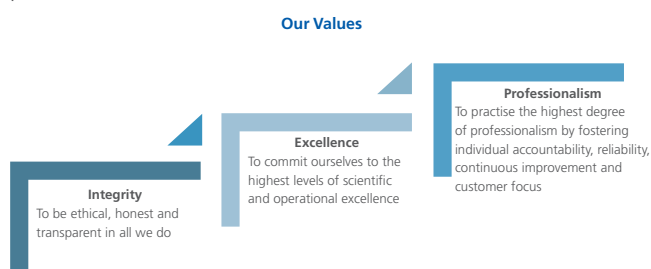 Our Values
Integrity
To be ethical, honest and
transparent in all we do
Excellence
To commit ourselves to the
highest levels of scientific
and operational excellence
Professionalism
To practise the highest degree
of professionalism by fostering
individual accountability, reliability,
continuous improvement and
customer focus